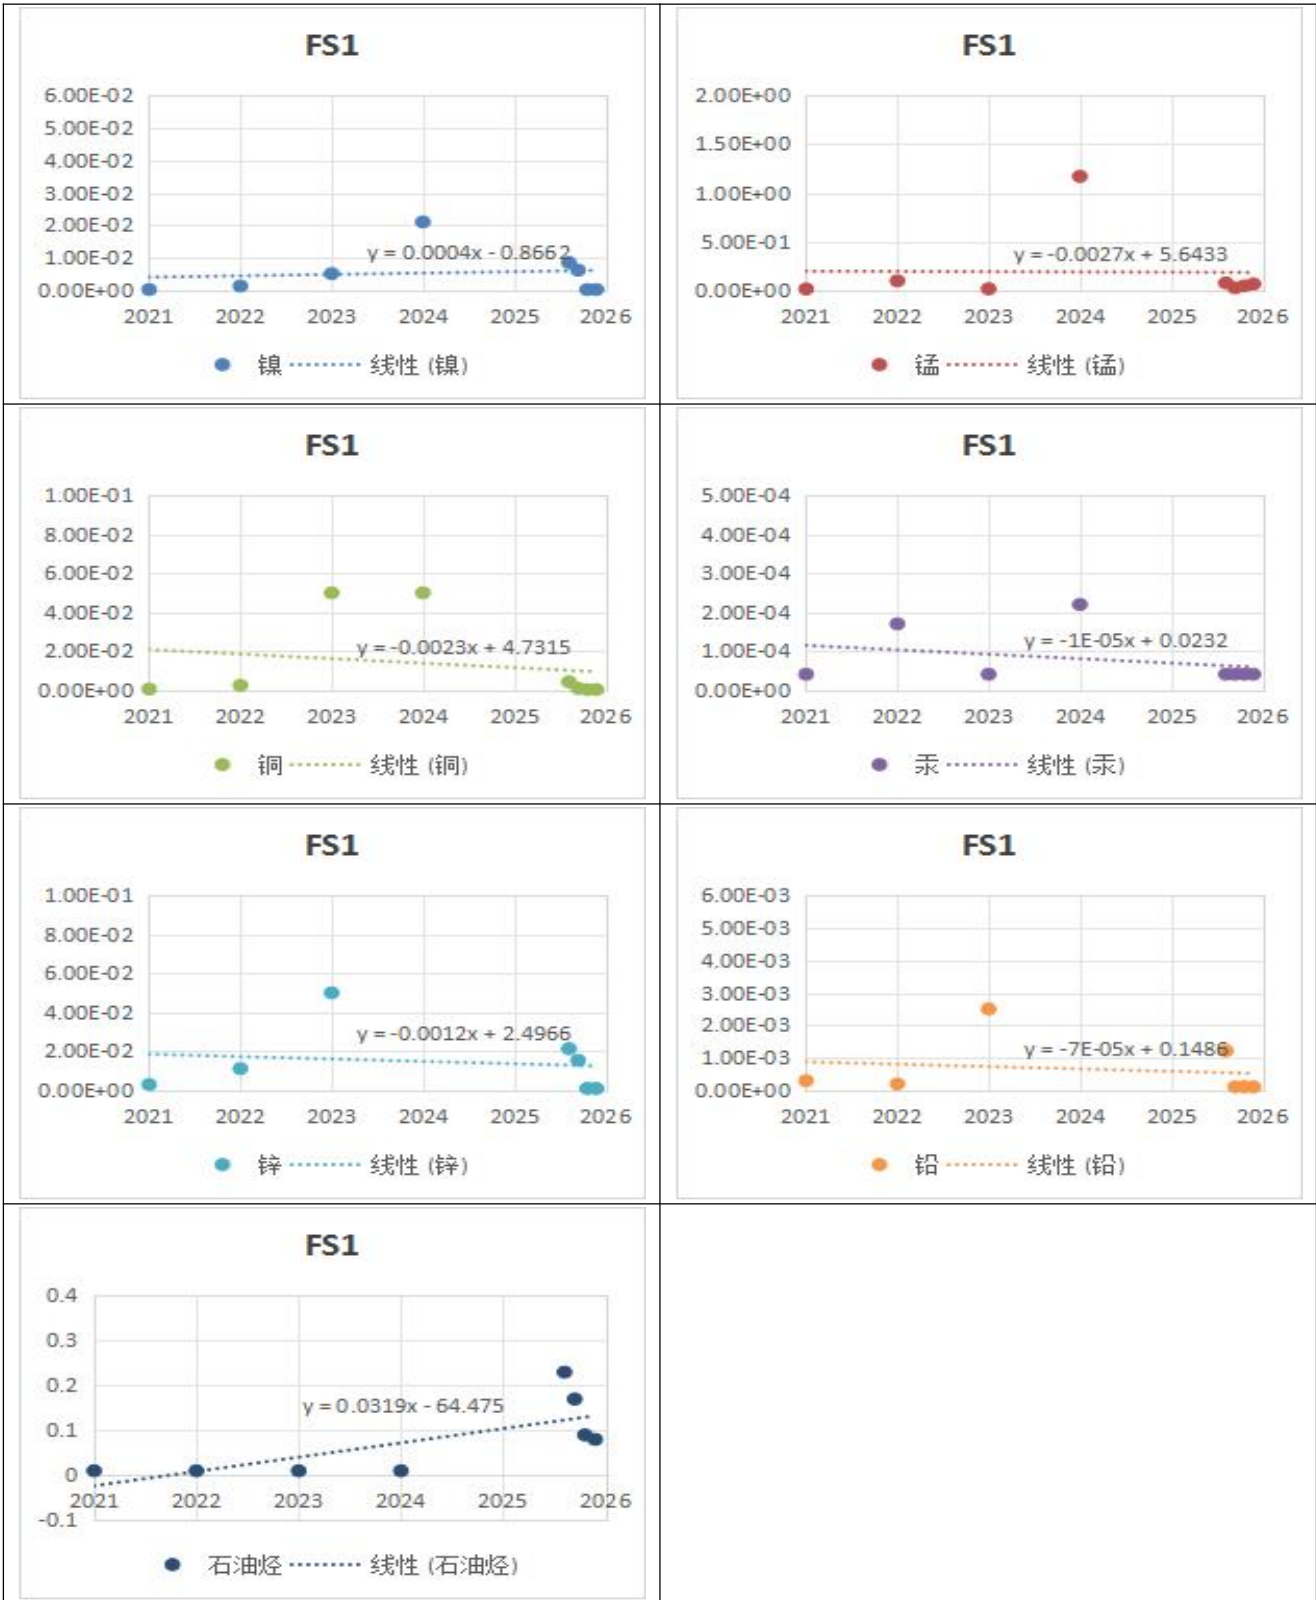 FS1
6.00E-02
5.00E-02
4.00E-02
3.00E-02
2.00E-02
1.00E-02
0.00E+00
y = 0.0004x - 0.8662
2021 2022 2023 2024 2025 2026
镍 线性 (镍)
FS1
2.00E+00
1.50E+00
1.00E+00
5.00E-01
0.00E+00
y = -0.0027x + 5.6433
2021 2022 2023 2024 2025 2026
锰 线性 (锰)
FS1
1.00E-01
8.00E-02
6.00E-02
4.00E-02
2.00E-02
0.00E+00
y = -0.0023x + 4.7315
2021 2022 2023 2024 2025 2026
铜 线性 (铜)
FS1
5.00E-04
4.00E-04
3.00E-04
2.00E-04
1.00E-04
0.00E+00
y = -1E-05x + 0.0232
2021 2022 2023 2024 2025 2026
汞 线性 (汞)
FS1
1.00E-01
8.00E-02
6.00E-02
4.00E-02
2.00E-02
0.00E+00
y = -0.0012x + 2.4966
2021 2022 2023 2024 2025 2026
锌 线性 (锌)
FS1
6.00E-03
5.00E-03
4.00E-03
3.00E-03
2.00E-03
1.00E-03
0.00E+00
y = -7E-05x + 0.1486
2021 2022 2023 2024 2025 2026
铅 线性 (铅)
FS1
0.4
0.3
0.2
0.1
0
-0.1
y = 0.0319x - 64.475
2021 2022 2023 2024 2025 2026
石油烃 线性 (石油烃)